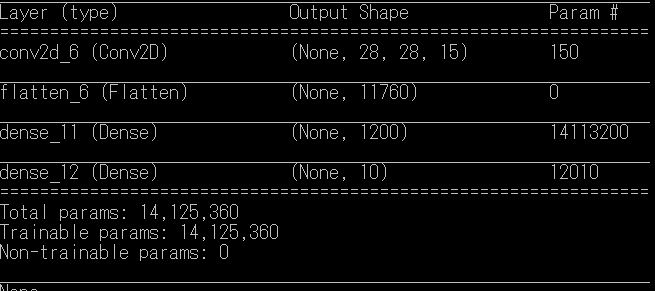 Layer (type) Output Shape Param #
=================================================================
conv2d_6 (Conv2D) (None, 28, 28, 15) 150
flatten_6 (Flatten) (None, 11760) 0
dense_11 (Dense) (None, 1200) 14113200
dense_12 (Dense) (None, 10) 12010
=================================================================
Total params: 14,125,360
Trainable params: 14,125,360
Non-trainable params: 0
None